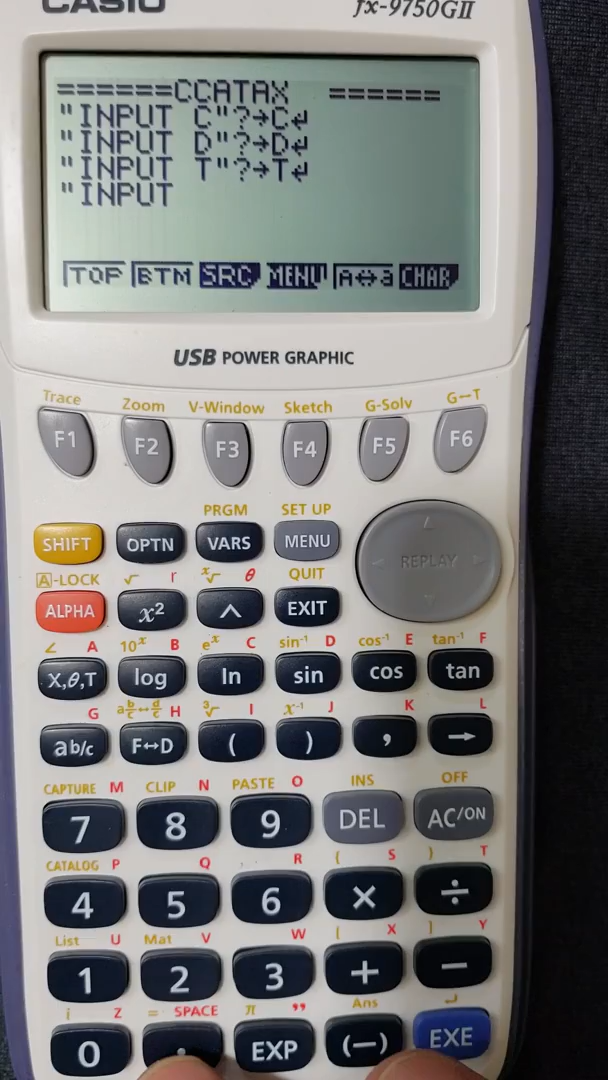 CASIO
fx-9750GII
======CCATAX ======
"INPUT C"?→C↵
"INPUT D"?→D↵
"INPUT T"?→T↵
"INPUT
TOP BTM SRC MENU A↔a CHAR
USB POWER GRAPHIC
Trace Zoom V-Window Sketch G-Solv G↔T
F1 F2 F3 F4 F5 F6
PRGM SET UP
SHIFT OPTN VARS MENU REPLAY
A-LOCK √ r ˣ√ θ QUIT
ALPHA x² ^ EXIT
∠ A 10ˣ B eˣ C sin⁻¹ D cos⁻¹ E tan⁻¹ F
X,θ,T log ln sin cos tan
G a b/c↔d/c H ³√ I x⁻¹ J K L
a b/c F↔D ( ) , →
CAPTURE M CLIP N PASTE O INS OFF
7 8 9 DEL AC/ON
CATALOG P Q R { S } T
4 5 6 × ÷
List U Mat V W [ X ] Y
1 2 3 + −
i Z = SPACE π " Ans ↵
0 . EXP (−) EXE